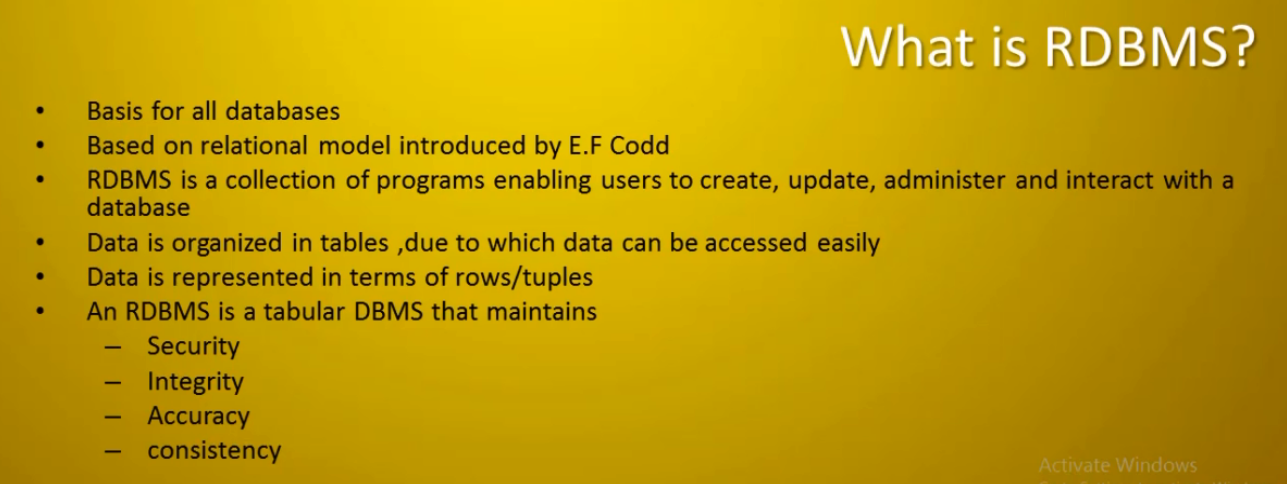 What is RDBMS?
• Basis for all databases
• Based on relational model introduced by E.F Codd
• RDBMS is a collection of programs enabling users to create, update, administer and interact with a
database
• Data is organized in tables ,due to which data can be accessed easily
• Data is represented in terms of rows/tuples
• An RDBMS is a tabular DBMS that maintains
– Security
– Integrity
– Accuracy
– consistency
Activate Windows